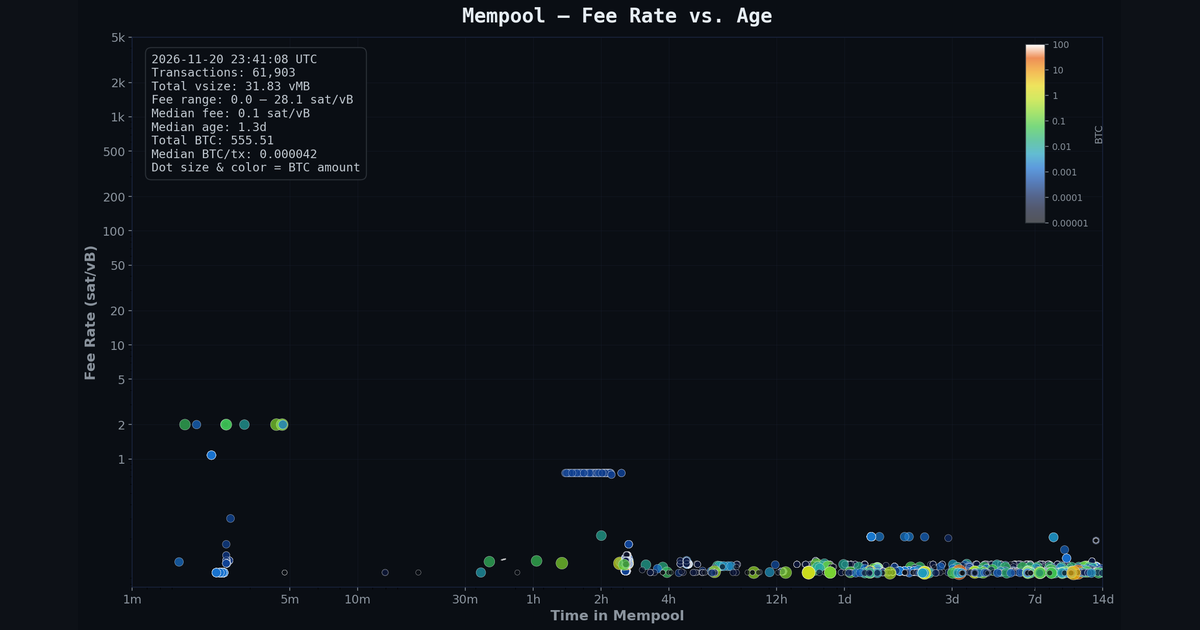 Mempool — Fee Rate vs. Age
2026-11-20 23:41:08 UTC
Transactions: 61,903
Total vsize: 31.83 vMB
Fee range: 0.0 – 28.1 sat/vB
Median fee: 0.1 sat/vB
Median age: 1.3d
Total BTC: 555.51
Median BTC/tx: 0.000042
Dot size & color = BTC amount
100
10
1
0.1
0.01
0.001
0.0001
0.00001
BTC
Fee Rate (sat/vB)
5k
2k
1k
500
200
100
50
20
10
5
2
1
1m 5m 10m 30m 1h 2h 4h 12h 1d 3d 7d 14d
Time in Mempool